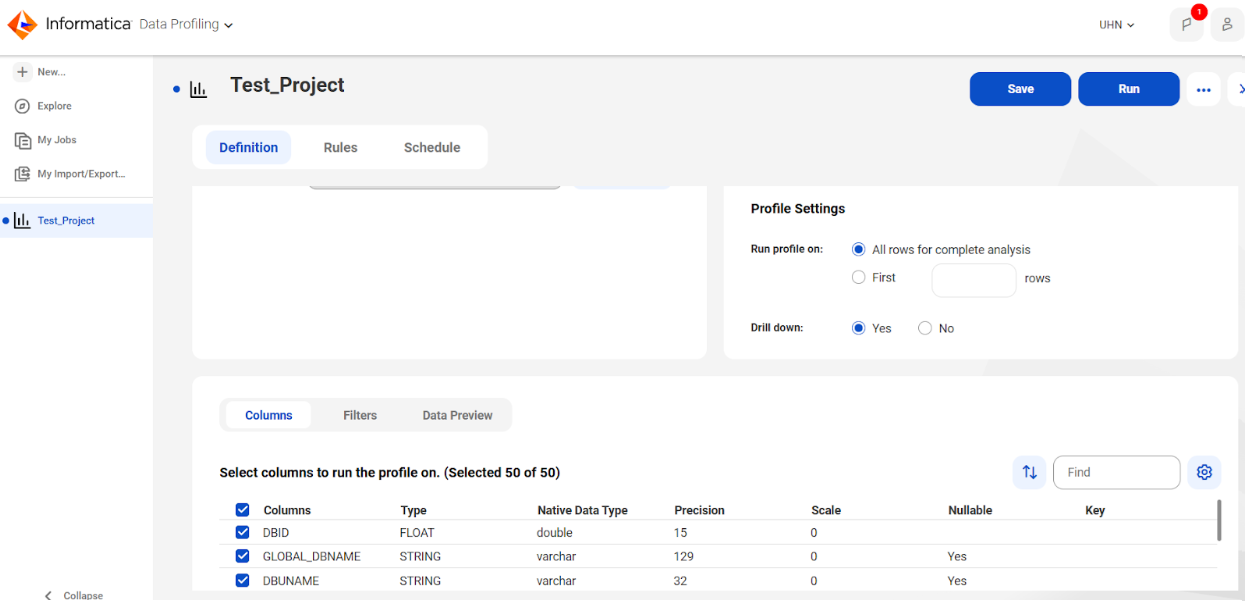 Informatica Data Profiling
UHN
1
New...
Explore
My Jobs
My Import/Export...
Test_Project
Collapse
Test_Project
Save
Run
Definition Rules Schedule
Profile Settings
Run profile on: All rows for complete analysis
First rows
Drill down: Yes No
Columns Filters Data Preview
Select columns to run the profile on. (Selected 50 of 50)
Find
Columns Type Native Data Type Precision Scale Nullable Key
DBID FLOAT double 15 0
GLOBAL_DBNAME STRING varchar 129 0 Yes
DBUNAME STRING varchar 32 0 Yes